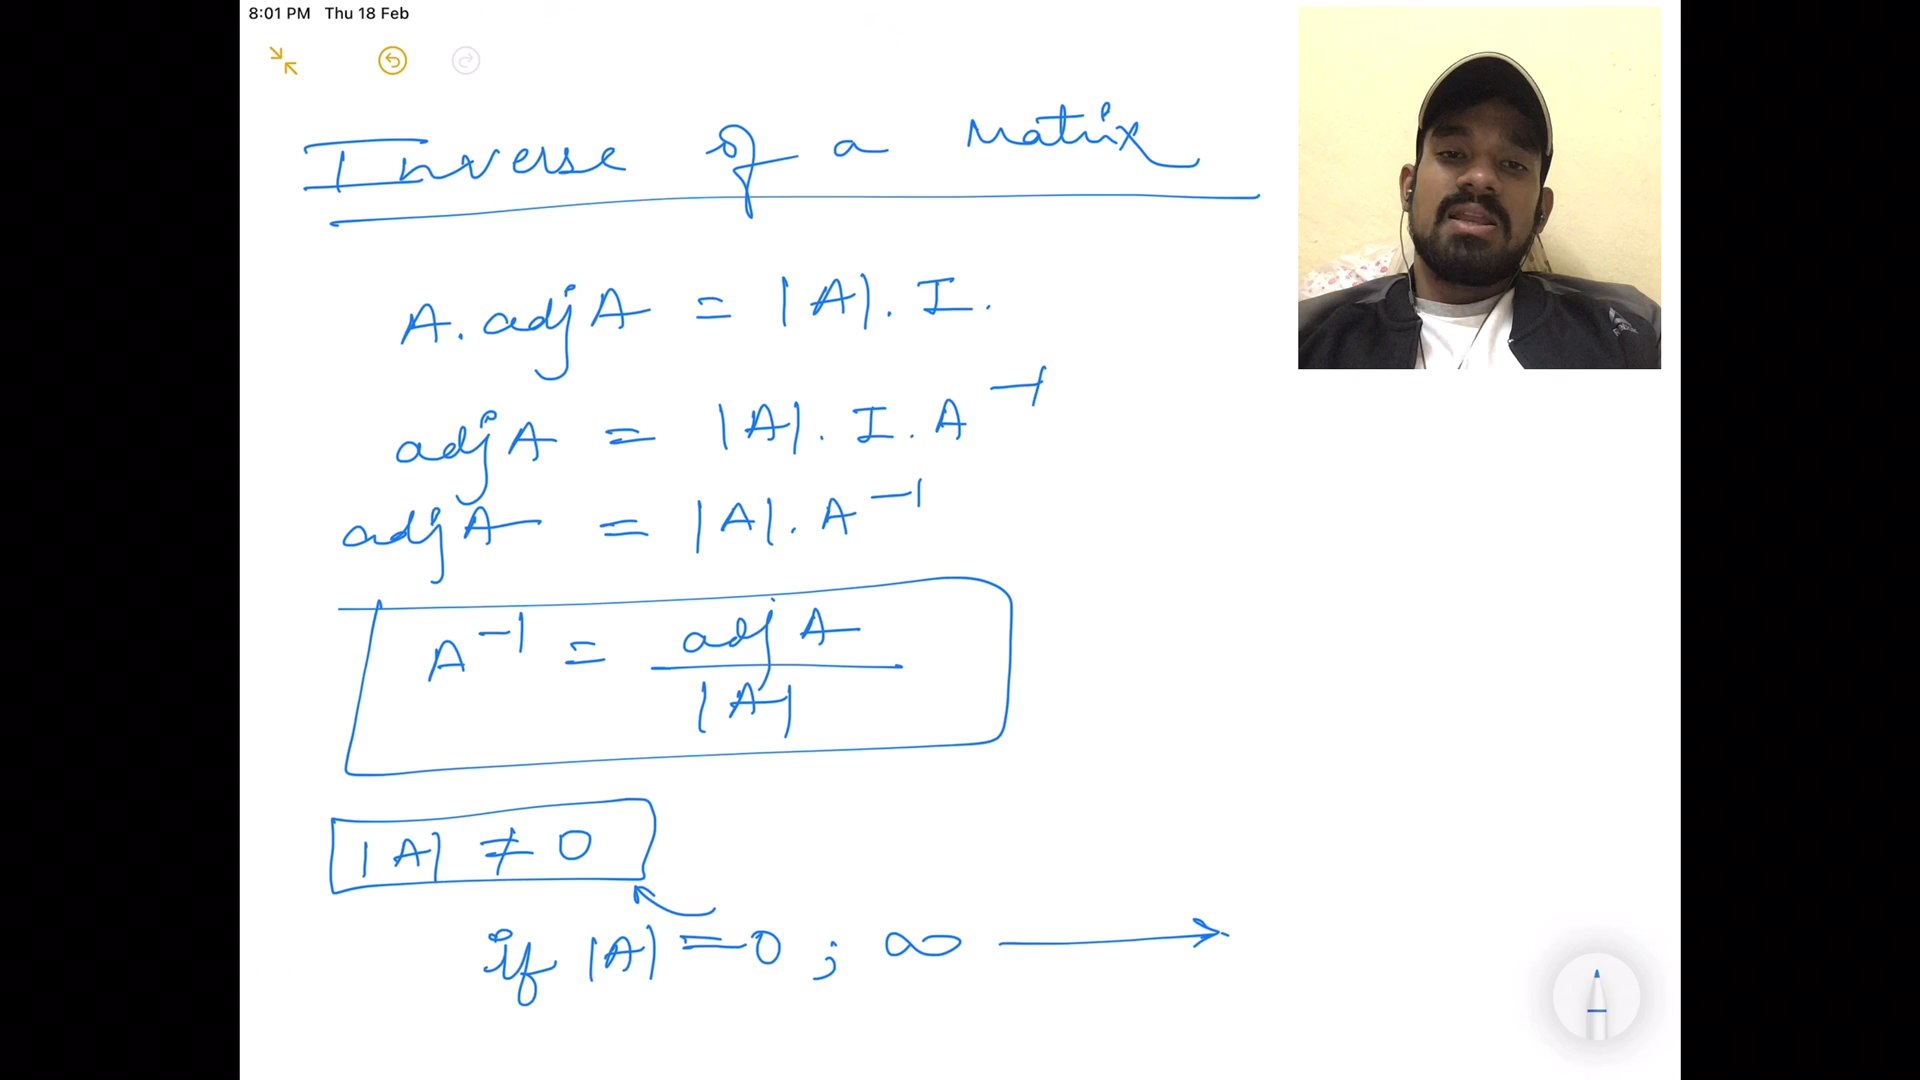 8:01 PM Thu 18 Feb
Inverse of a Matrix
A. adj A = |A|. I.
adj A = |A|. I. A⁻¹
adj A = |A|. A⁻¹
A⁻¹ = adj A / |A|
|A| ≠ 0
if |A| = 0 ; ∞ ⟶